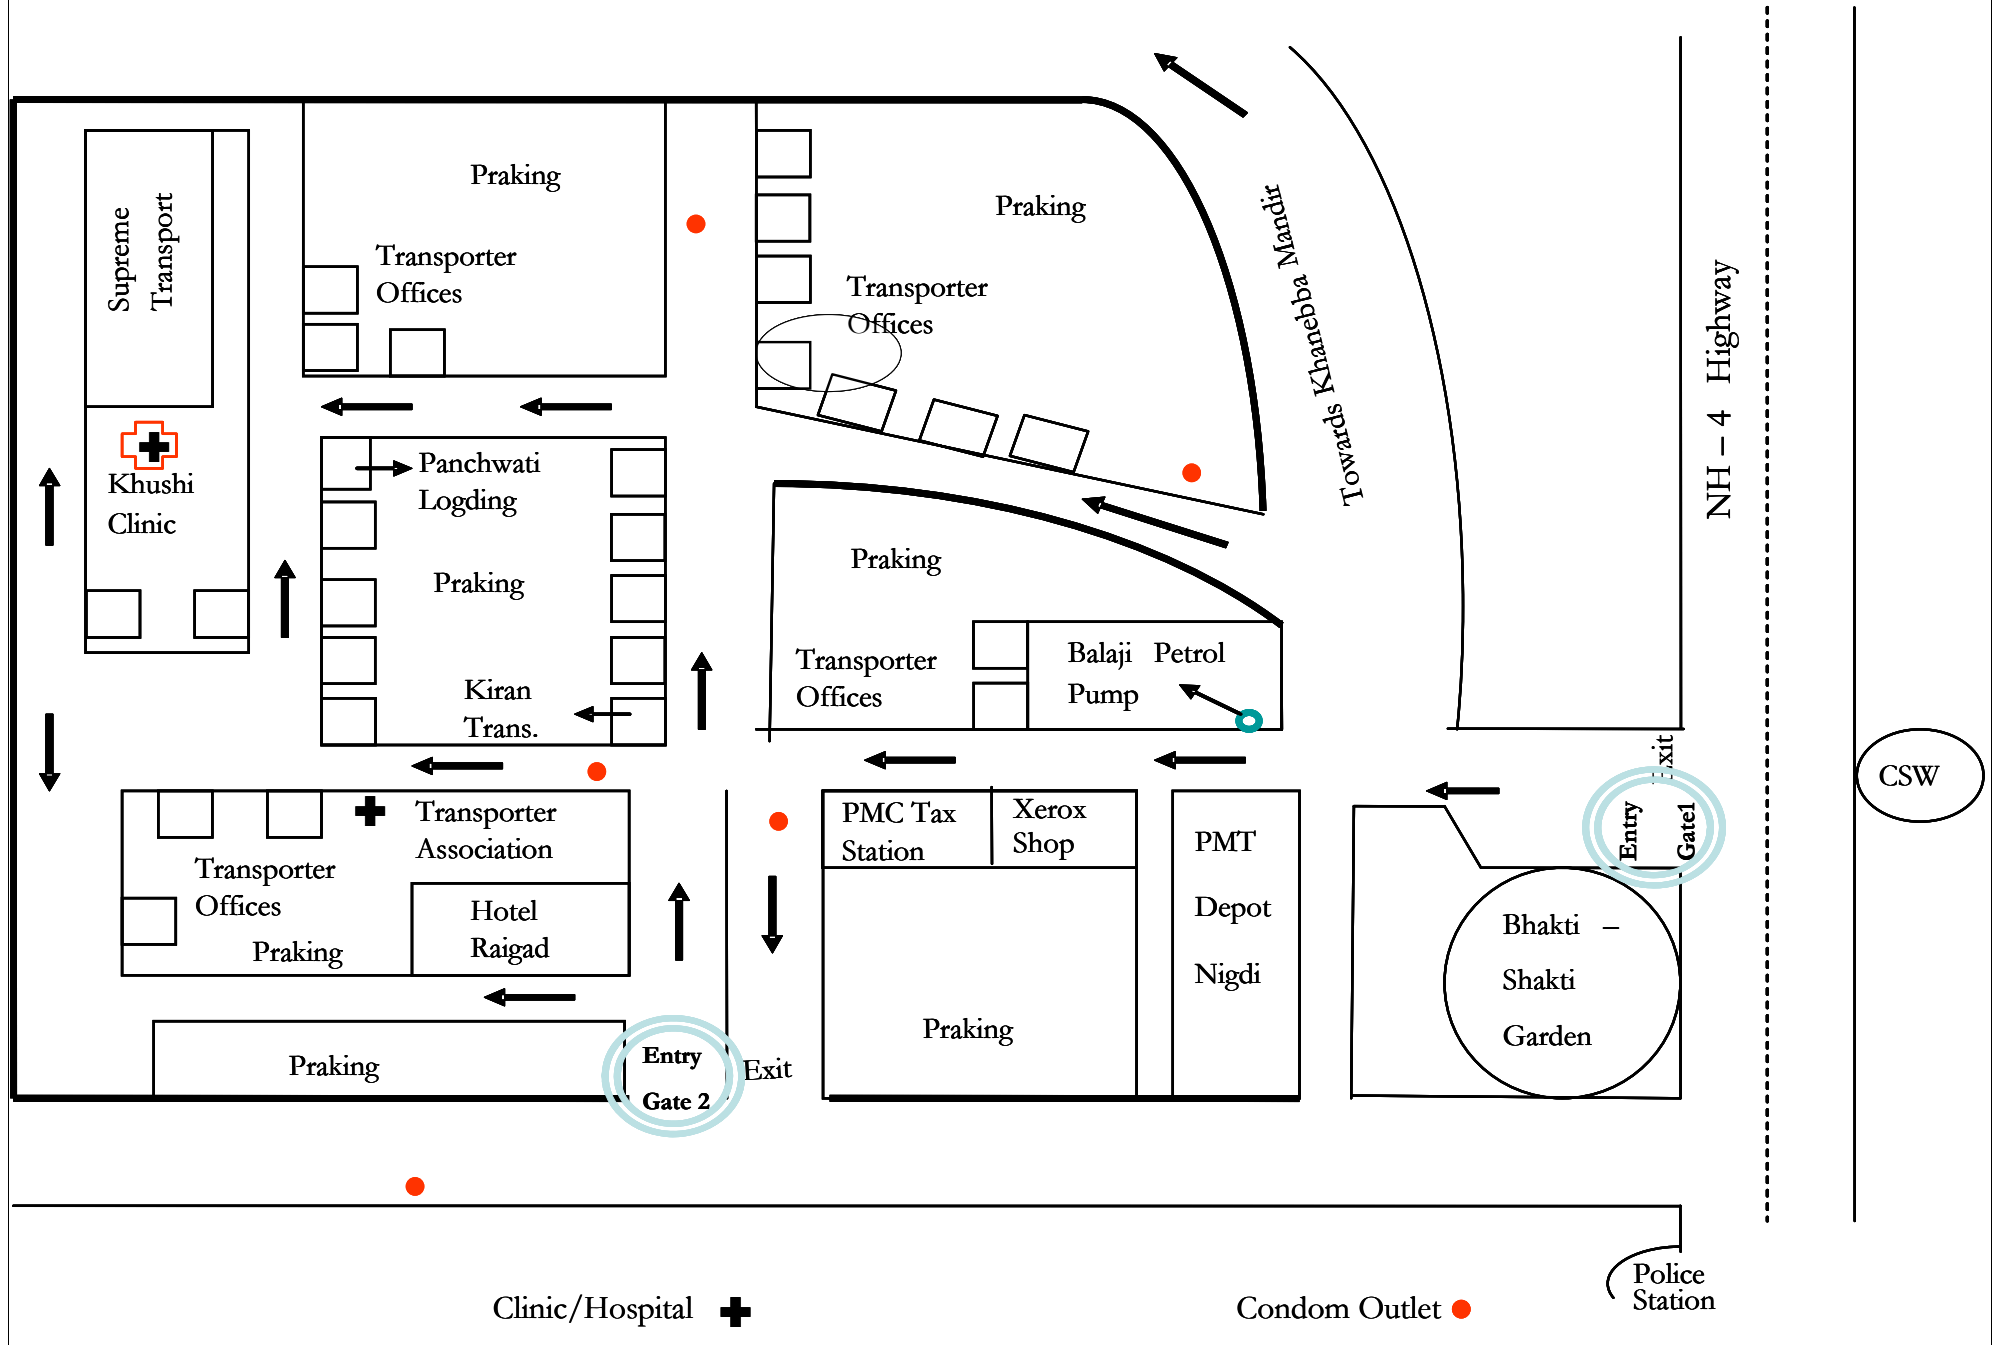 Praking
Supreme
Transport
Transporter
Offices
Praking
Transporter
Offices
Towards Khanebba Mandir
NH – 4 Highway
Khushi
Clinic
Panchwati
Logding
Praking
Kiran
Trans.
Praking
Transporter
Offices
Balaji Petrol
Pump
Exit
Entry
Gate1
CSW
Transporter
Association
Transporter
Offices
Praking
Hotel
Raigad
PMC Tax
Station
Xerox
Shop
PMT
Depot
Nigdi
Bhakti –
Shakti
Garden
Praking
Praking
Entry
Gate 2
Exit
Police
Station
Clinic/Hospital
Condom Outlet